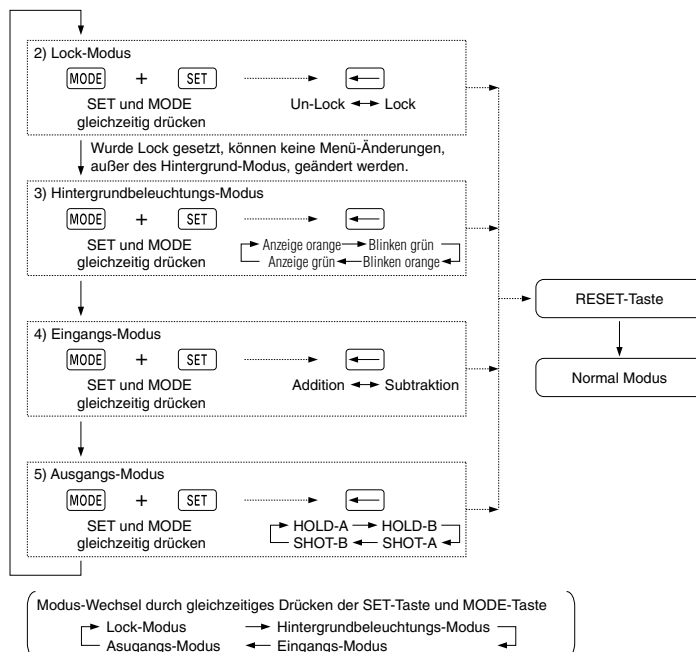 2) Lock-Modus
MODE + SET
SET und MODE Un-Lock Lock
gleichzeitig drücken
Wurde Lock gesetzt, können keine Menü-Änderungen,
außer des Hintergrund-Modus, geändert werden.
3) Hintergrundbeleuchtungs-Modus
MODE + SET
SET und MODE Anzeige orange Blinken grün
gleichzeitig drücken Anzeige grün Blinken orange
RESET-Taste
4) Eingangs-Modus
MODE + SET
Normal Modus
SET und MODE Addition Subtraktion
gleichzeitig drücken
5) Ausgangs-Modus
MODE + SET
SET und MODE HOLD-A HOLD-B
gleichzeitig drücken SHOT-B SHOT-A
Modus-Wechsel durch gleichzeitiges Drücken der SET-Taste und MODE-Taste
Lock-Modus Hintergrundbeleuchtungs-Modus
Asugangs-Modus Eingangs-Modus